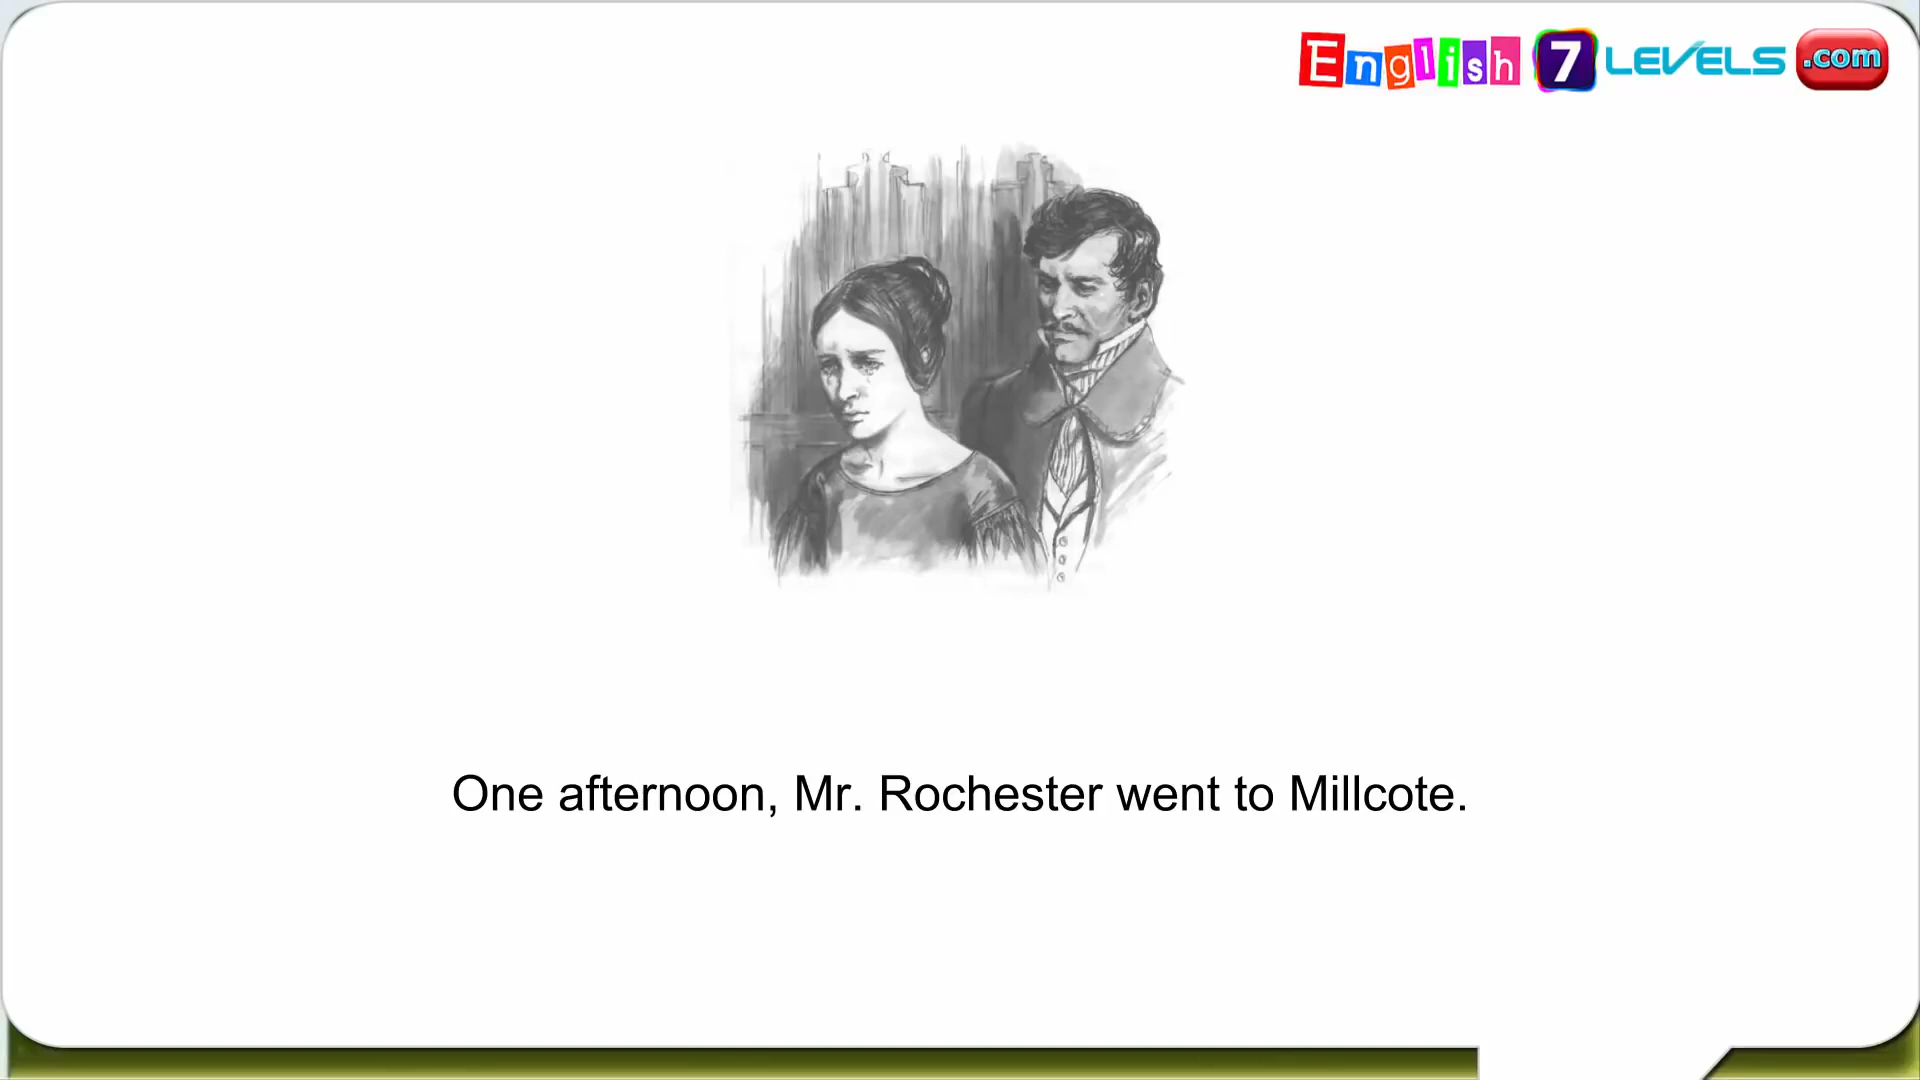 English 7 LEVELS .com
One afternoon, Mr. Rochester went to Millcote.